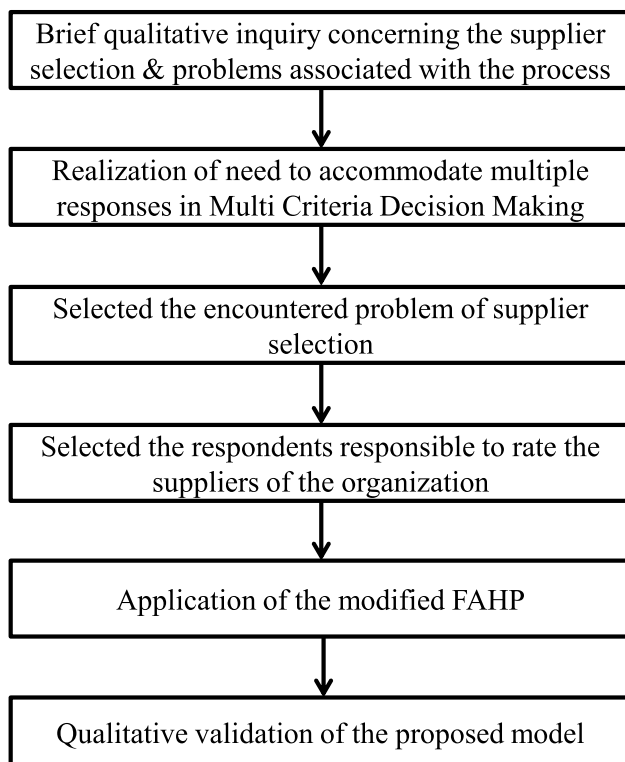 Brief qualitative inquiry concerning the supplier
selection & problems associated with the process
Realization of need to accommodate multiple
responses in Multi Criteria Decision Making
Selected the encountered problem of supplier
selection
Selected the respondents responsible to rate the
suppliers of the organization
Application of the modified FAHP
Qualitative validation of the proposed model